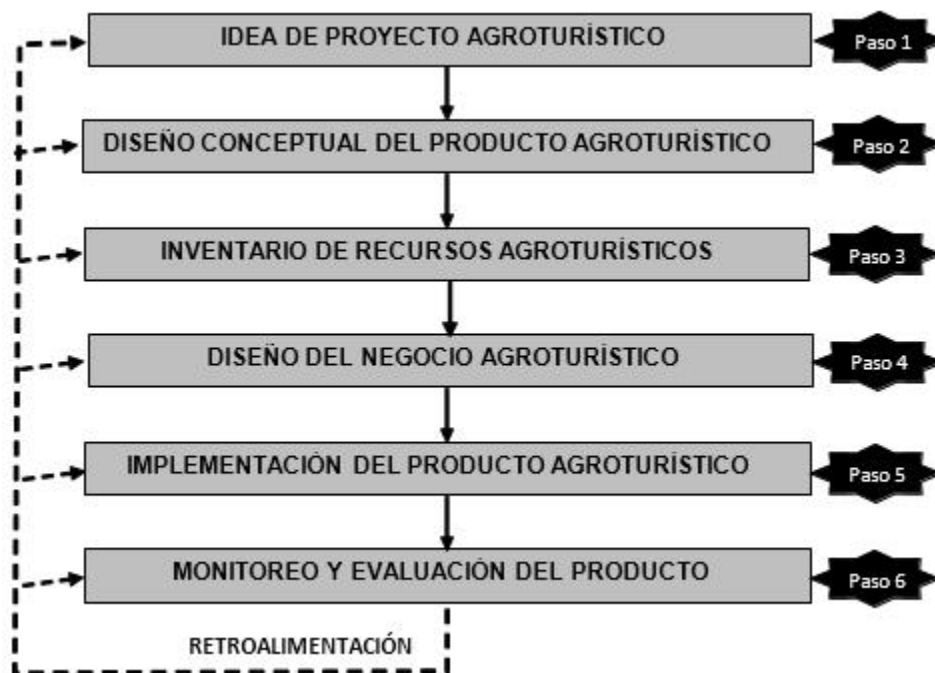 IDEA DE PROYECTO AGROTURÍSTICO
Paso 1
DISEÑO CONCEPTUAL DEL PRODUCTO AGROTURÍSTICO
Paso 2
INVENTARIO DE RECURSOS AGROTURÍSTICOS
Paso 3
DISEÑO DEL NEGOCIO AGROTURÍSTICO
Paso 4
IMPLEMENTACIÓN DEL PRODUCTO AGROTURÍSTICO
Paso 5
MONITOREO Y EVALUACIÓN DEL PRODUCTO
Paso 6
RETROALIMENTACIÓN